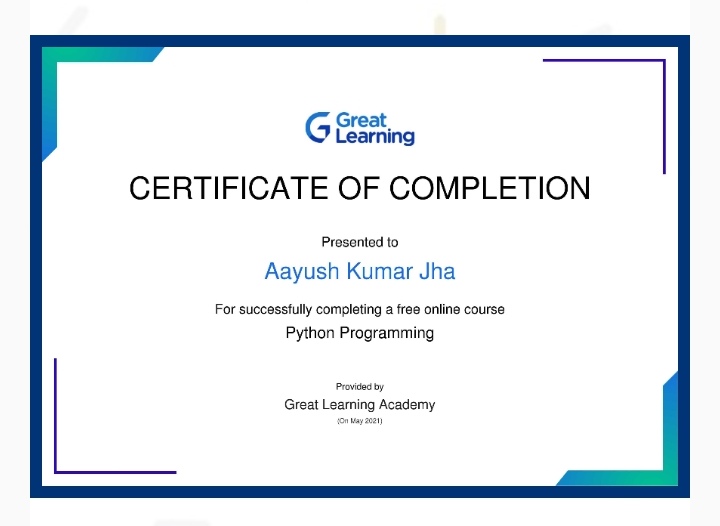 Great
Learning
CERTIFICATE OF COMPLETION
Presented to
Aayush Kumar Jha
For successfully completing a free online course
Python Programming
Provided by
Great Learning Academy
(On May 2021)